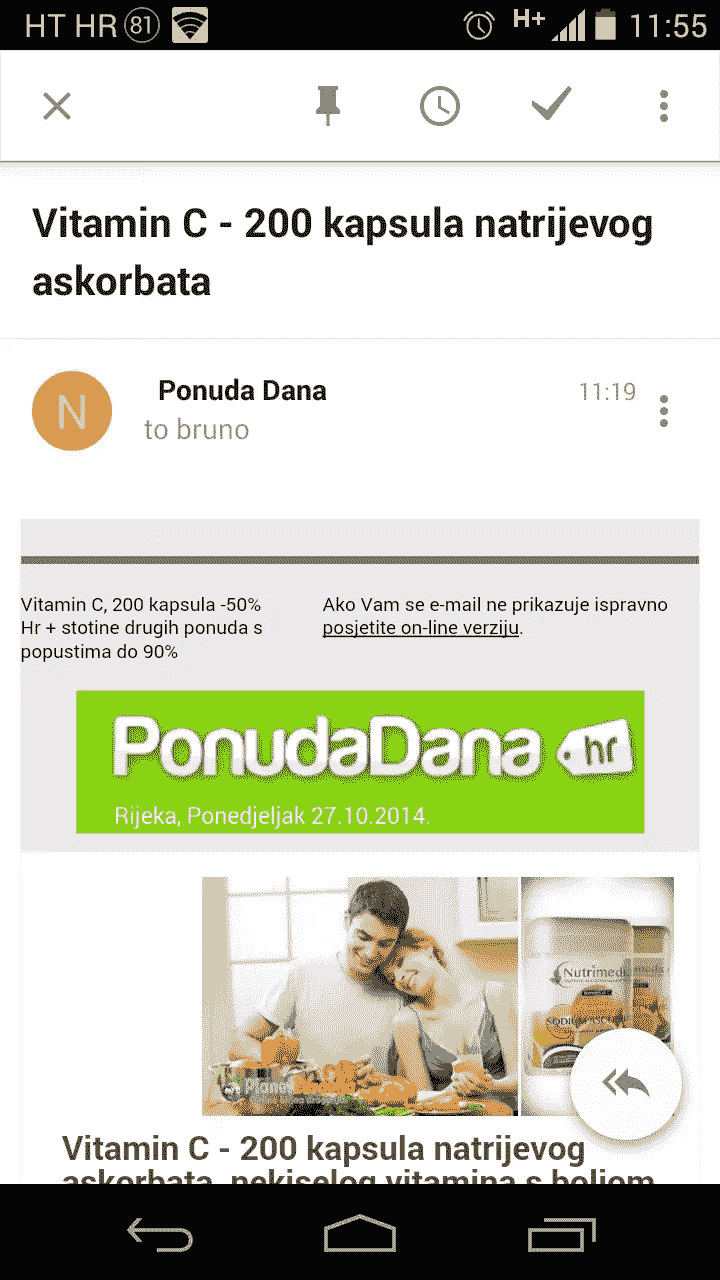 HT HR 81 H+ 11:55
Vitamin C - 200 kapsula natrijevog
askorbata
N
Ponuda Dana 11:19
to bruno
Vitamin C, 200 kapsula -50%
Hr + stotine drugih ponuda s
popustima do 90%
Ako Vam se e-mail ne prikazuje ispravno
posjetite on-line verziju.
PonudaDana hr
Rijeka, Ponedjeljak 27.10.2014.
Nutrimedi
Vitamin C - 200 kapsula natrijevog
askorbata, nekiselog vitamina s boljom